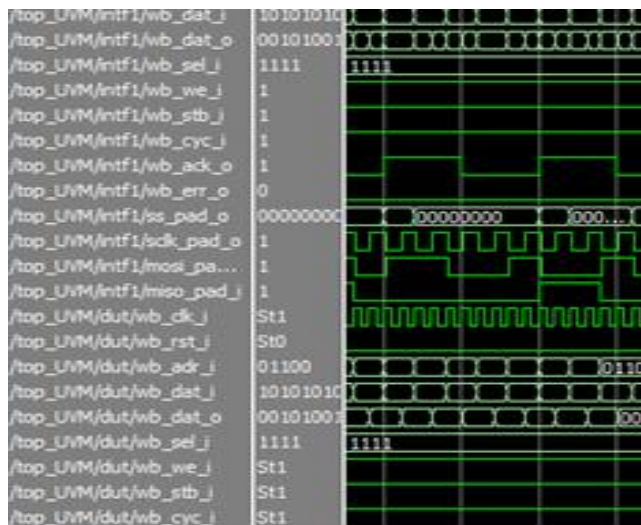 /top_UVM/intf1/wb_dat_i 10101010
/top_UVM/intf1/wb_dat_o 00101001
/top_UVM/intf1/wb_sel_i 1111 1111
/top_UVM/intf1/wb_we_i 1
/top_UVM/intf1/wb_stb_i 1
/top_UVM/intf1/wb_cyc_i 1
/top_UVM/intf1/wb_ack_o 1
/top_UVM/intf1/wb_err_o 0
/top_UVM/intf1/ss_pad_o 00000000 00000000 000...
/top_UVM/intf1/sclk_pad_o 1
/top_UVM/intf1/mosi_pa... 1
/top_UVM/intf1/miso_pad_i 1
/top_UVM/dut/wb_clk_i St1
/top_UVM/dut/wb_rst_i St0
/top_UVM/dut/wb_adr_i 01100 0110
/top_UVM/dut/wb_dat_i 10101010
/top_UVM/dut/wb_dat_o 00101001 00
/top_UVM/dut/wb_sel_i 1111 1111
/top_UVM/dut/wb_we_i St1
/top_UVM/dut/wb_stb_i St1
/top_UVM/dut/wb_cyc_i St1